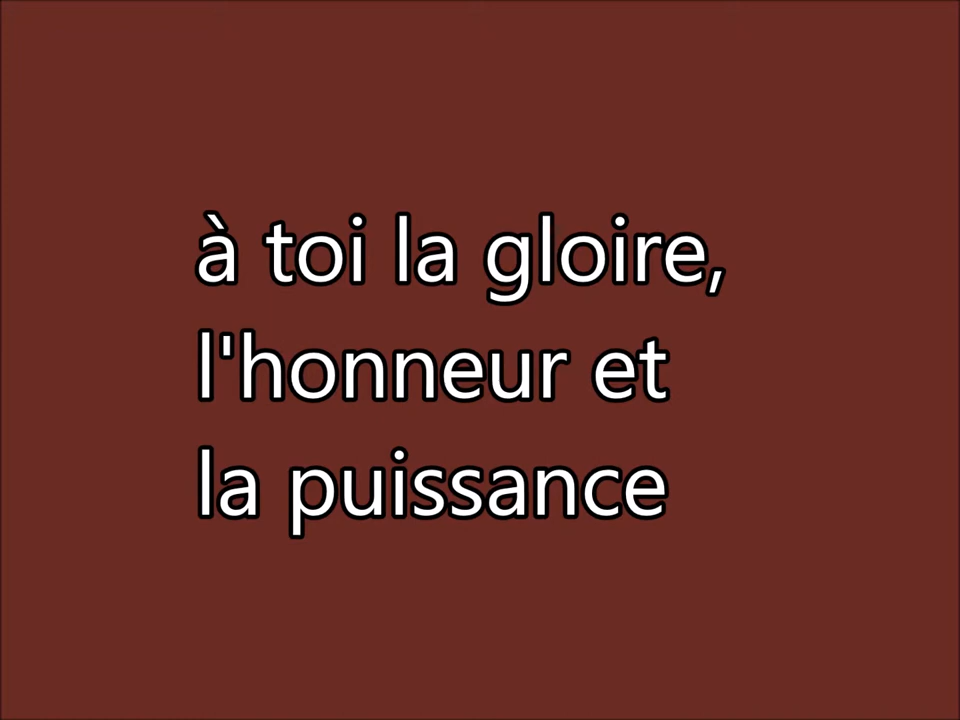 à toi la gloire,
l'honneur et
la puissance